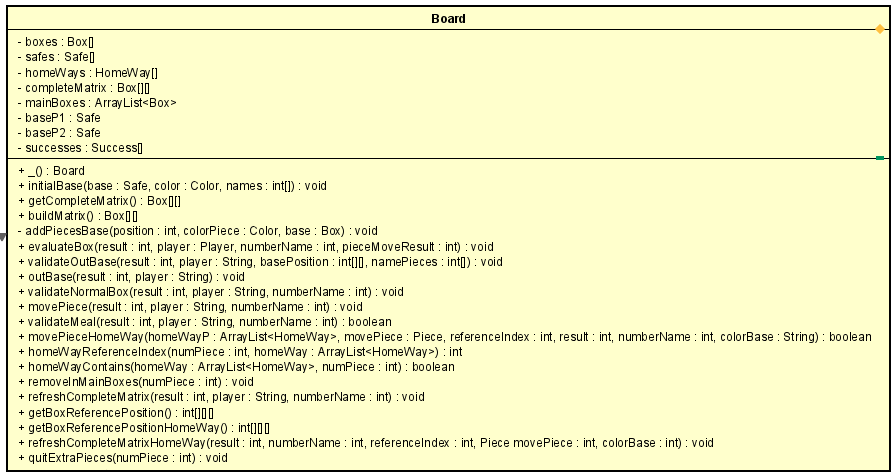 Board
- boxes : Box[]
- safes : Safe[]
- homeWays : HomeWay[]
- completeMatrix : Box[][]
- mainBoxes : ArrayList<Box>
- baseP1 : Safe
- baseP2 : Safe
- successes : Success[]
+ _() : Board
+ initialBase(base : Safe, color : Color, names : int[]) : void
+ getCompleteMatrix() : Box[][]
+ buildMatrix() : Box[][]
- addPiecesBase(position : int, colorPiece : Color, base : Box) : void
+ evaluateBox(result : int, player : Player, numberName : int, pieceMoveResult : int) : void
+ validateOutBase(result : int, player : String, basePosition : int[][], namePieces : int[]) : void
+ outBase(result : int, player : String) : void
+ validateNormalBox(result : int, player : String, numberName : int) : void
+ movePiece(result : int, player : String, numberName : int) : void
+ validateMeal(result : int, player : String, numberName : int) : boolean
+ movePieceHomeWay(homeWayP : ArrayList<HomeWay>, movePiece : Piece, referenceIndex : int, result : int, numberName : int, colorBase : String) : boolean
+ homeWayReferenceIndex(numPiece : int, homeWay : ArrayList<HomeWay>) : int
+ homeWayContains(homeWay : ArrayList<HomeWay>, numPiece : int) : boolean
+ removeInMainBoxes(numPiece : int) : void
+ refreshCompleteMatrix(result : int, player : String, numberName : int) : void
+ getBoxReferencePosition() : int[][][]
+ getBoxReferencePositionHomeWay() : int[][][]
+ refreshCompleteMatrixHomeWay(result : int, numberName : int, referenceIndex : int, Piece movePiece : int, colorBase : int) : void
+ quitExtraPieces(numPiece : int) : void